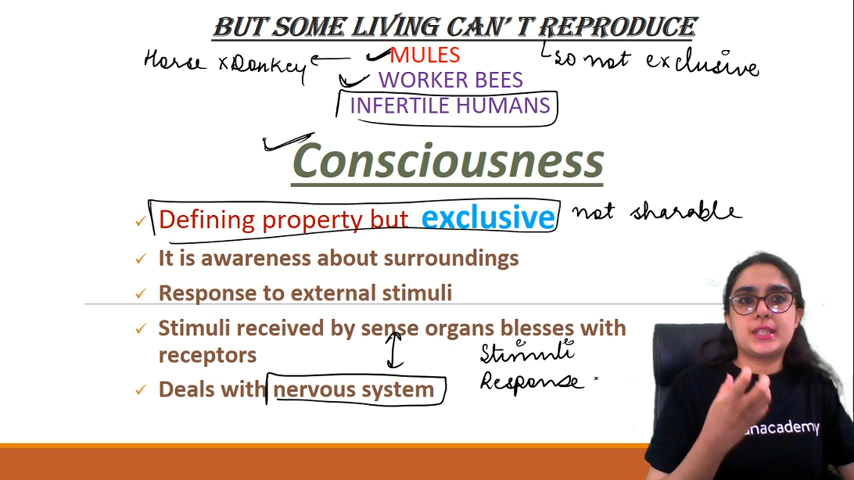 BUT SOME LIVING CAN'T REPRODUCE
Horse x Donkey ← ✓ MULES so not exclusive
✓ WORKER BEES
INFERTILE HUMANS
✓ Consciousness
✓ Defining property but exclusive not sharable
✓ It is awareness about surroundings
✓ Response to external stimuli
✓ Stimuli received by sense organs blesses with
receptors
Stimuli
✓ Deals with nervous system Response
unacademy